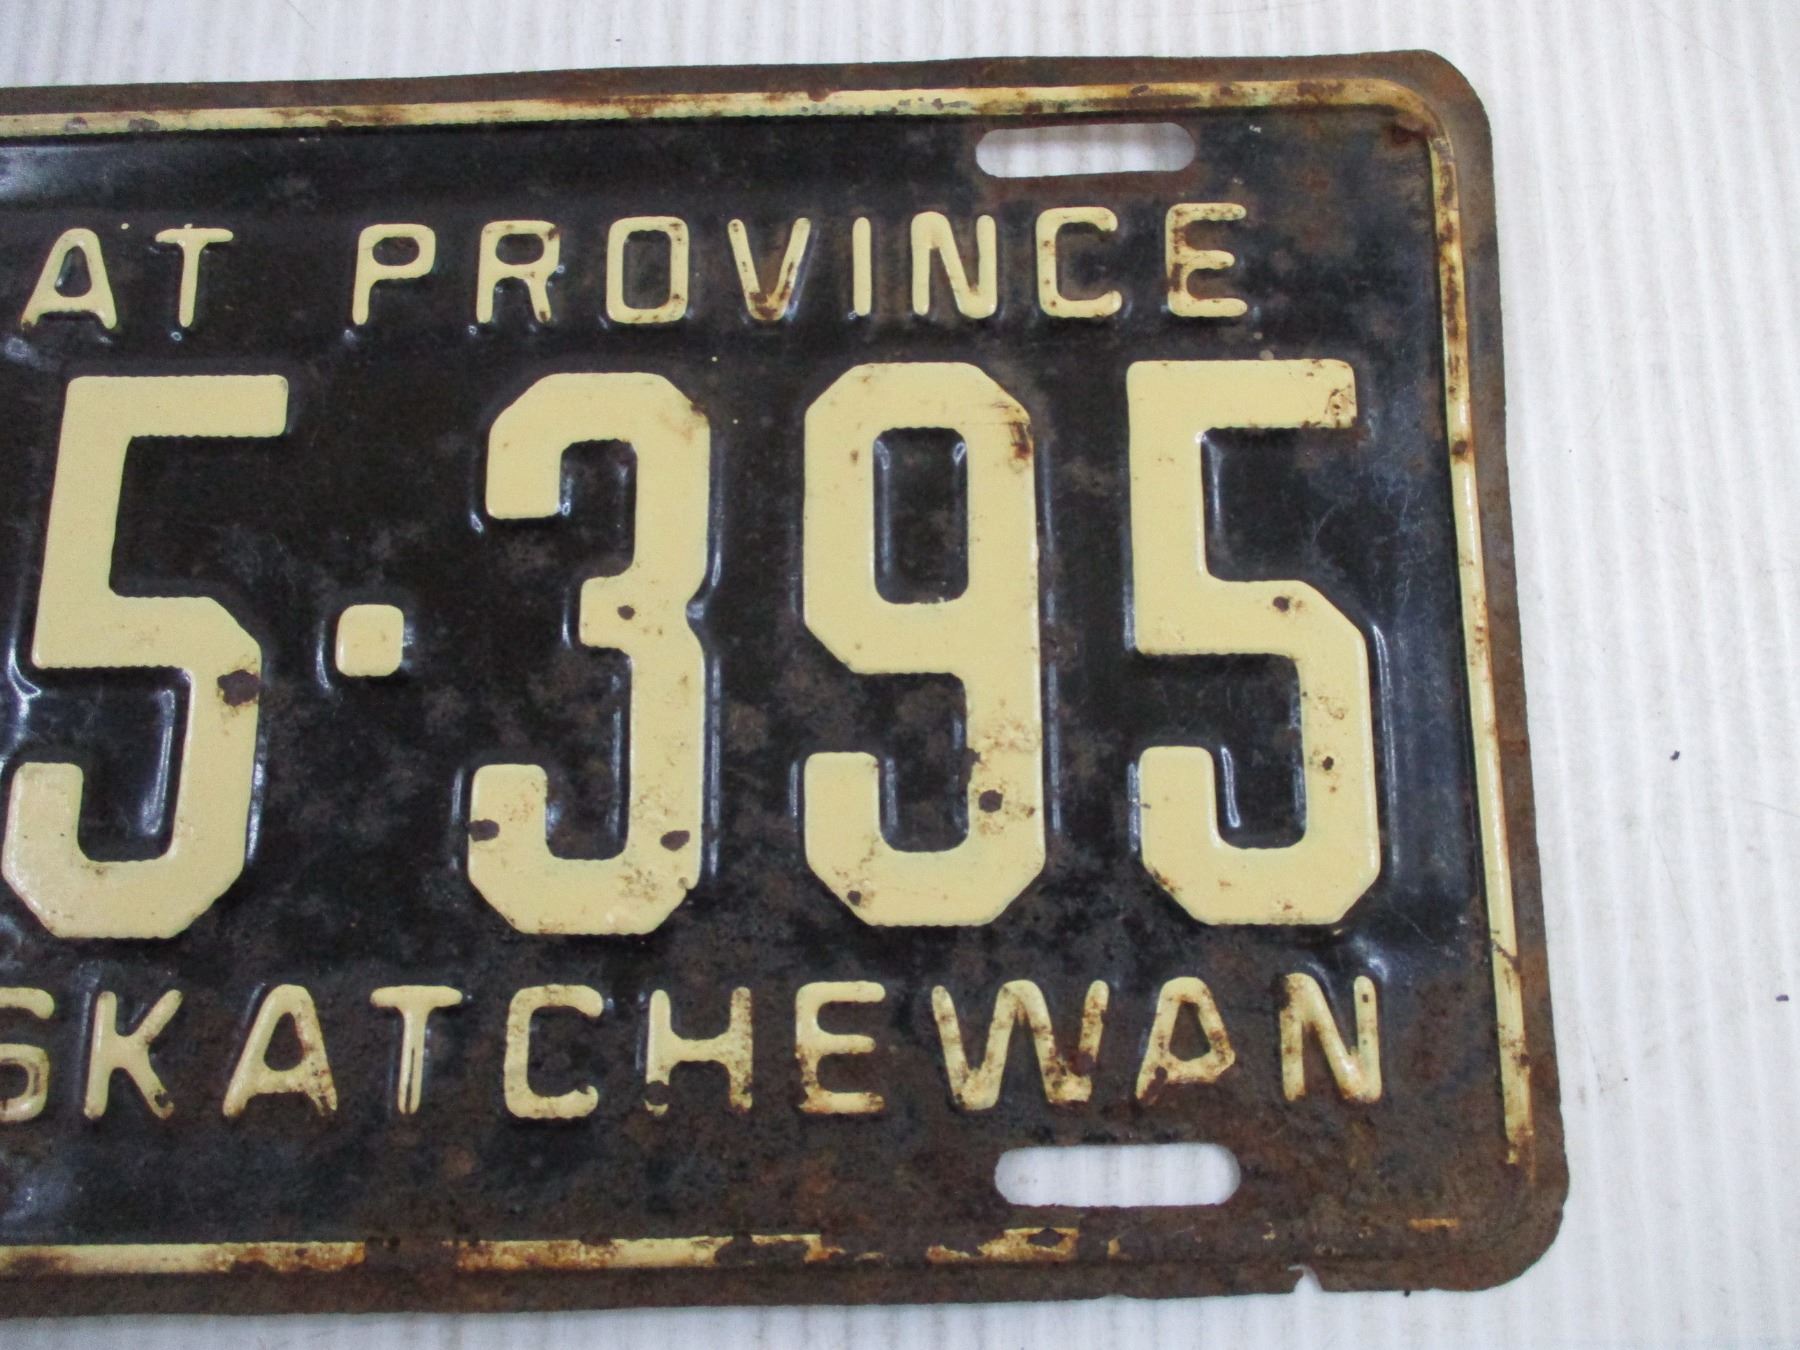 AT PROVINCE
5·395
SKATCHEWAN